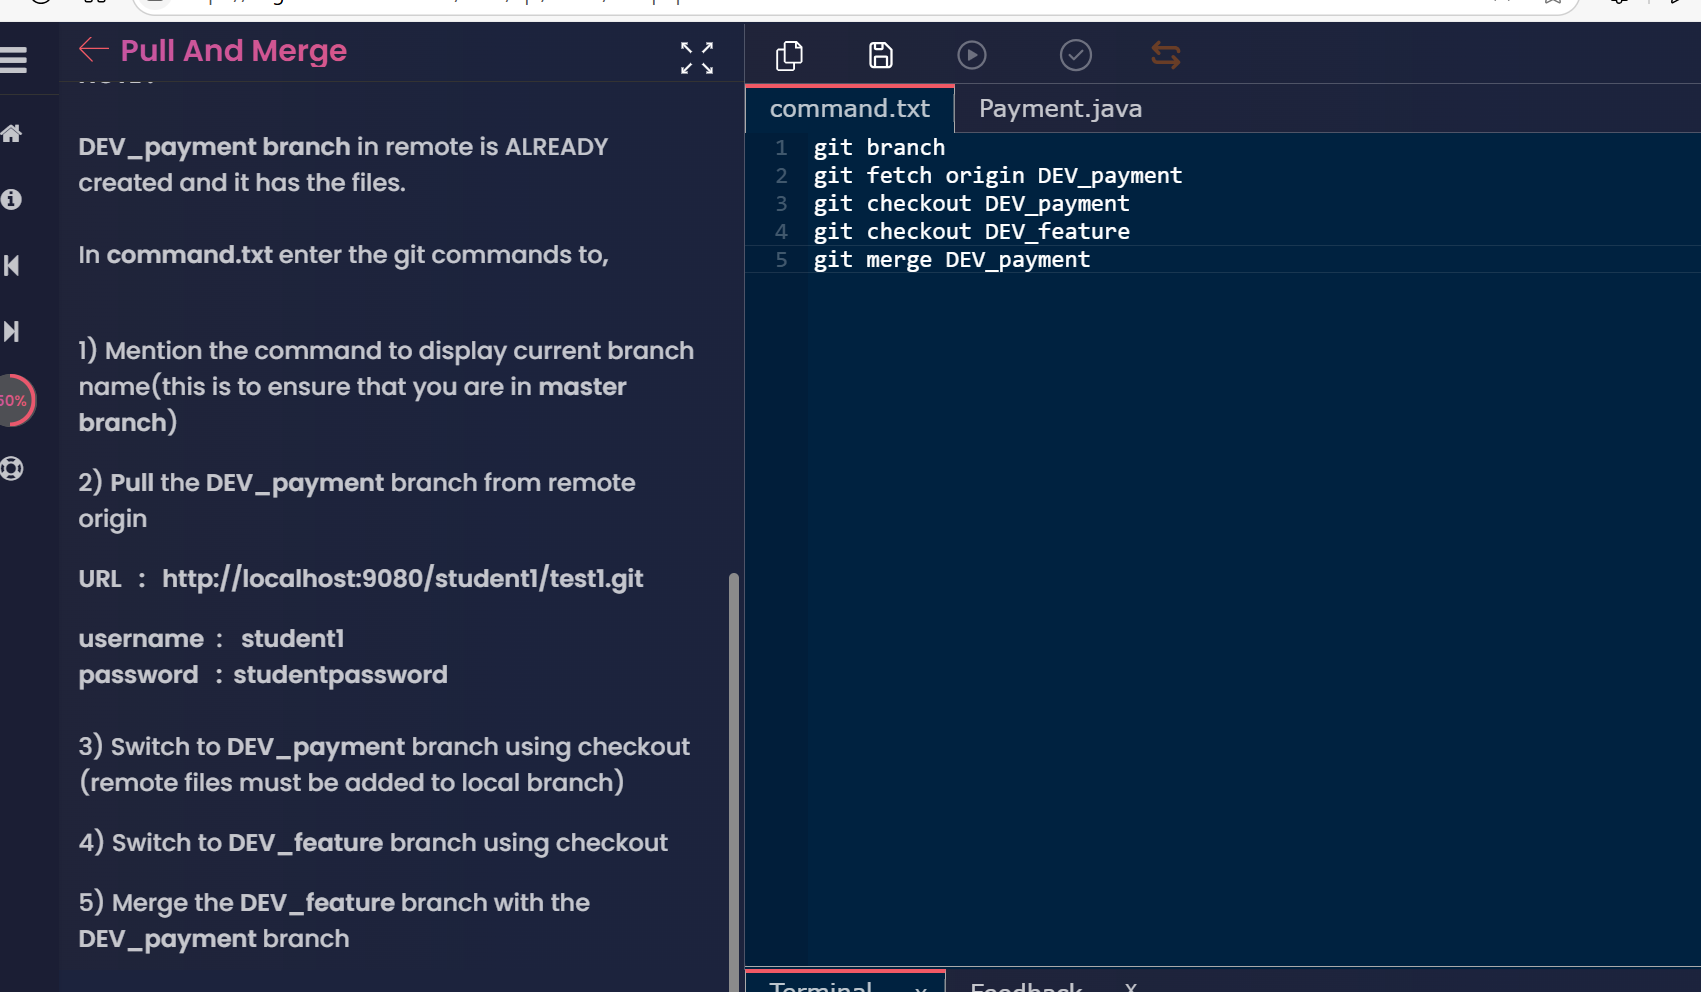 Pull And Merge
DEV_payment branch in remote is ALREADY
created and it has the files.
In command.txt enter the git commands to,
1) Mention the command to display current branch
name(this is to ensure that you are in master
branch)
2) Pull the DEV_payment branch from remote
origin
URL : http://localhost:9080/student1/test1.git
username : student1
password : studentpassword
3) Switch to DEV_payment branch using checkout
(remote files must be added to local branch)
4) Switch to DEV_feature branch using checkout
5) Merge the DEV_feature branch with the
DEV_payment branch
50%
command.txt
Payment.java
1 git branch
2 git fetch origin DEV_payment
3 git checkout DEV_payment
4 git checkout DEV_feature
5 git merge DEV_payment
Terminal x
Feedback x